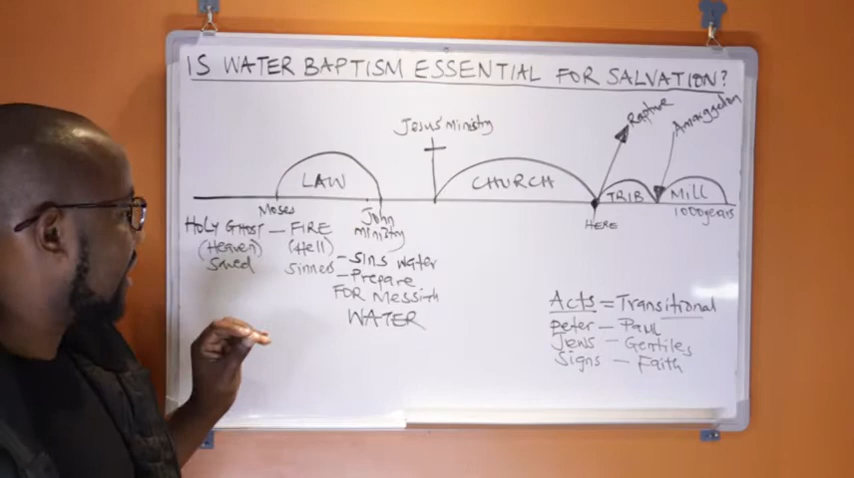 IS WATER BAPTISM ESSENTIAL FOR SALVATION?
Jesus' ministry
Rapture
Amaggedon
LAW
CHURCH
TRIB
Mill
1000years
Moses
John
ministry
HERE
HOLY GHOST — FIRE
(Heaven) (Hell)
Saved sinned
- Sins water
- Prepare
FOR Messiah
WATER
Acts = Transitional
Peter — Paul
Jews — Gentiles
Signs — Faith